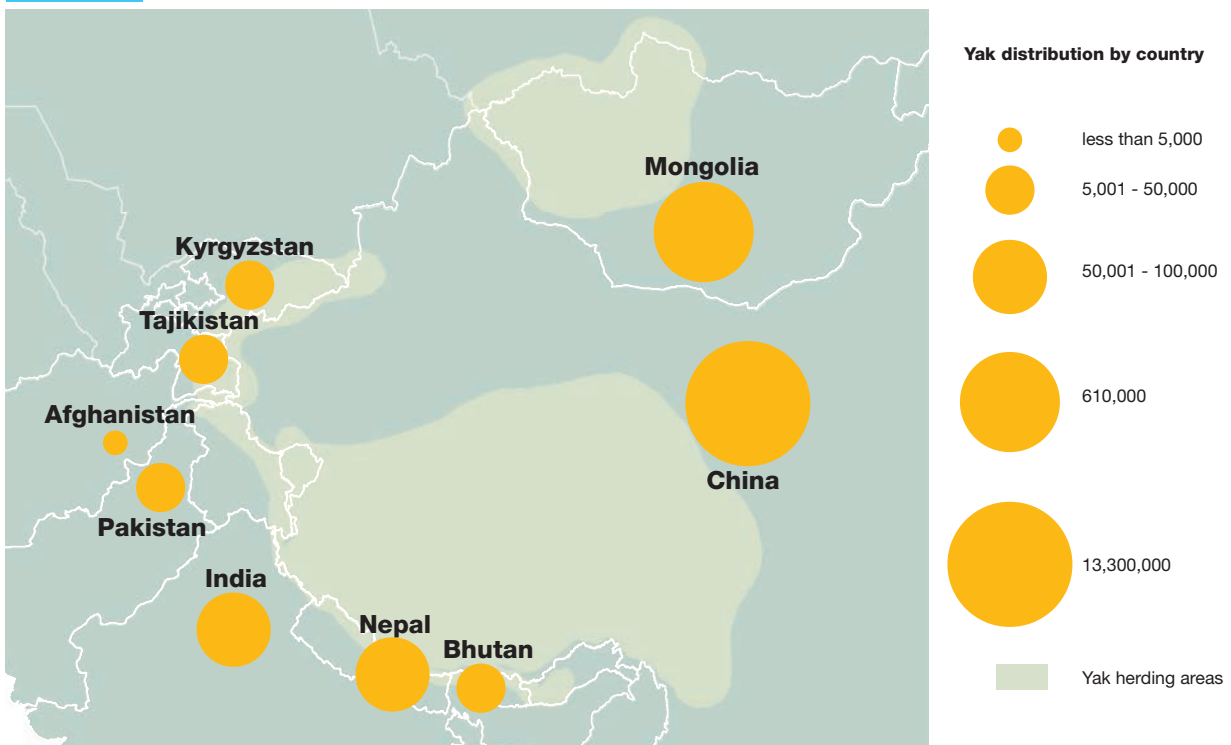 Yak distribution by country
less than 5,000
5,001 - 50,000
50,001 - 100,000
610,000
13,300,000
Yak herding areas
Mongolia
Kyrgyzstan
Tajikistan
Afghanistan
Pakistan
China
India
Nepal
Bhutan